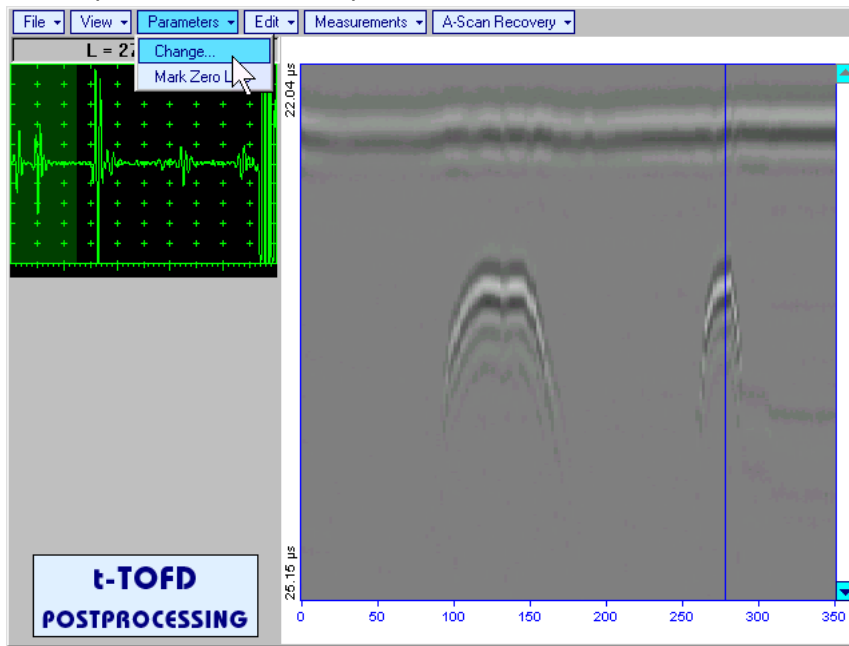 File View Parameters Edit Measurements A-Scan Recovery
L = 27
Change...
Mark Zero L
22.04 µs
25.15 µs
0 50 100 150 200 250 300 350
t-TOFD
POSTPROCESSING